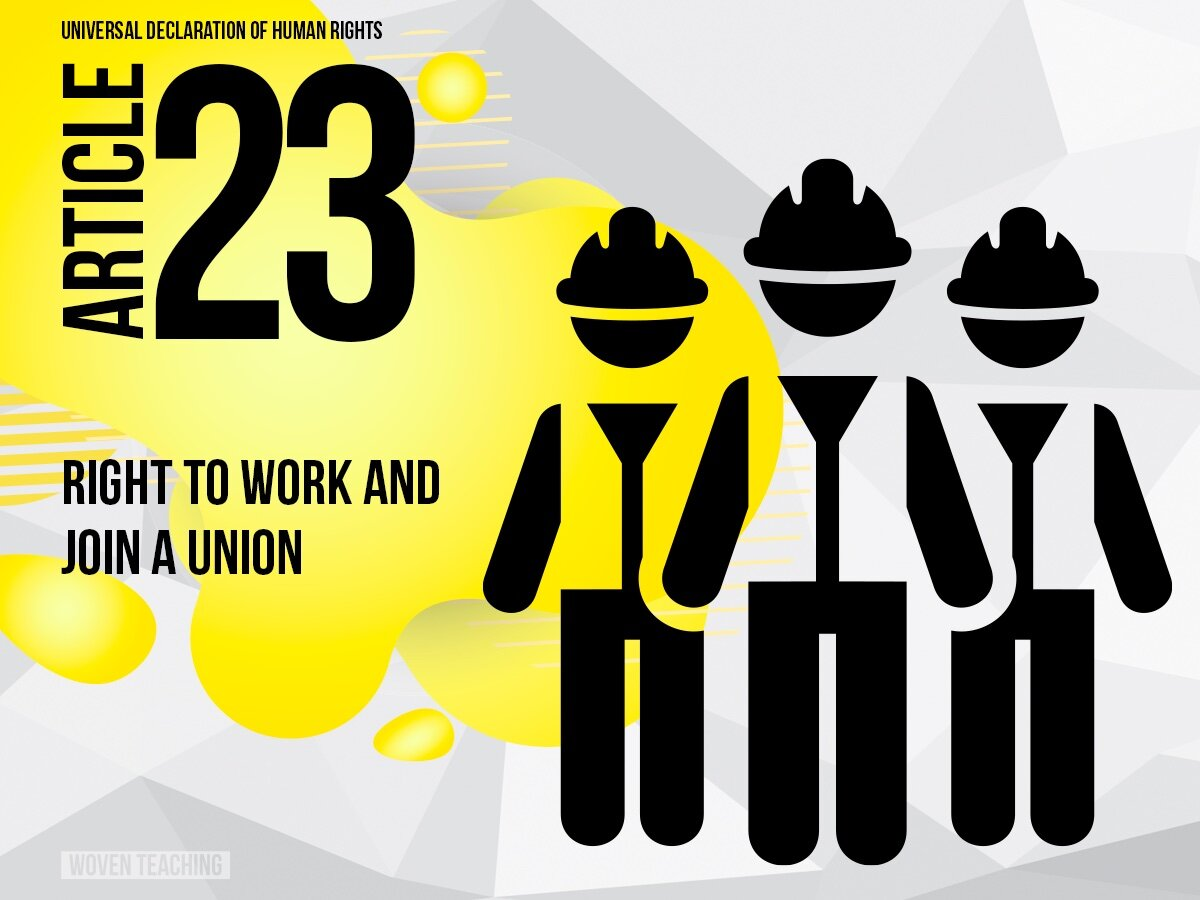 UNIVERSAL DECLARATION OF HUMAN RIGHTS
ARTICLE 23
RIGHT TO WORK AND
JOIN A UNION
WOVEN TEACHING